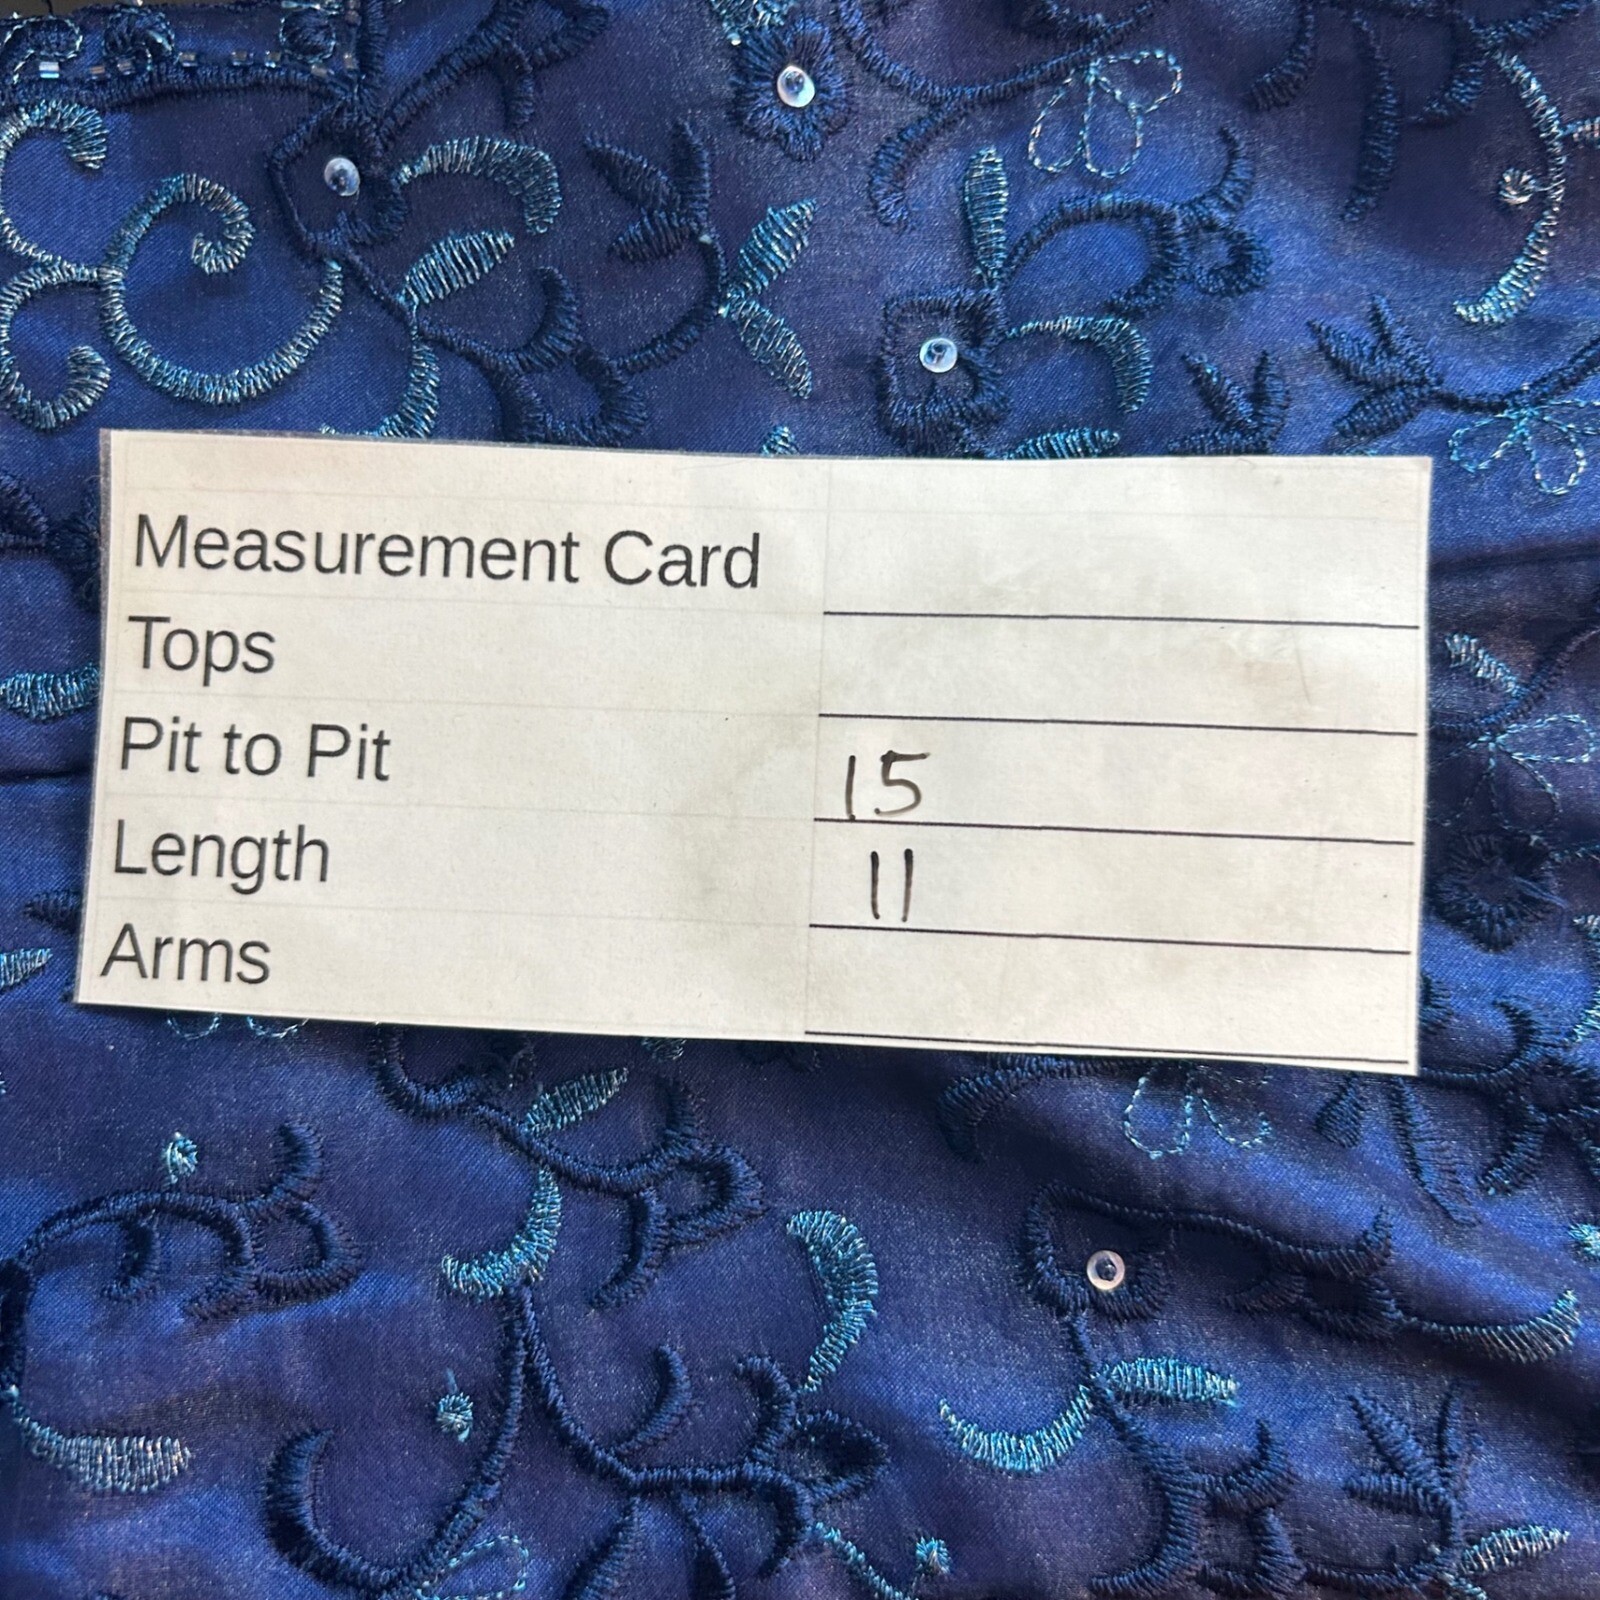 Measurement Card
Tops
Pit to Pit 15
Length 11
Arms